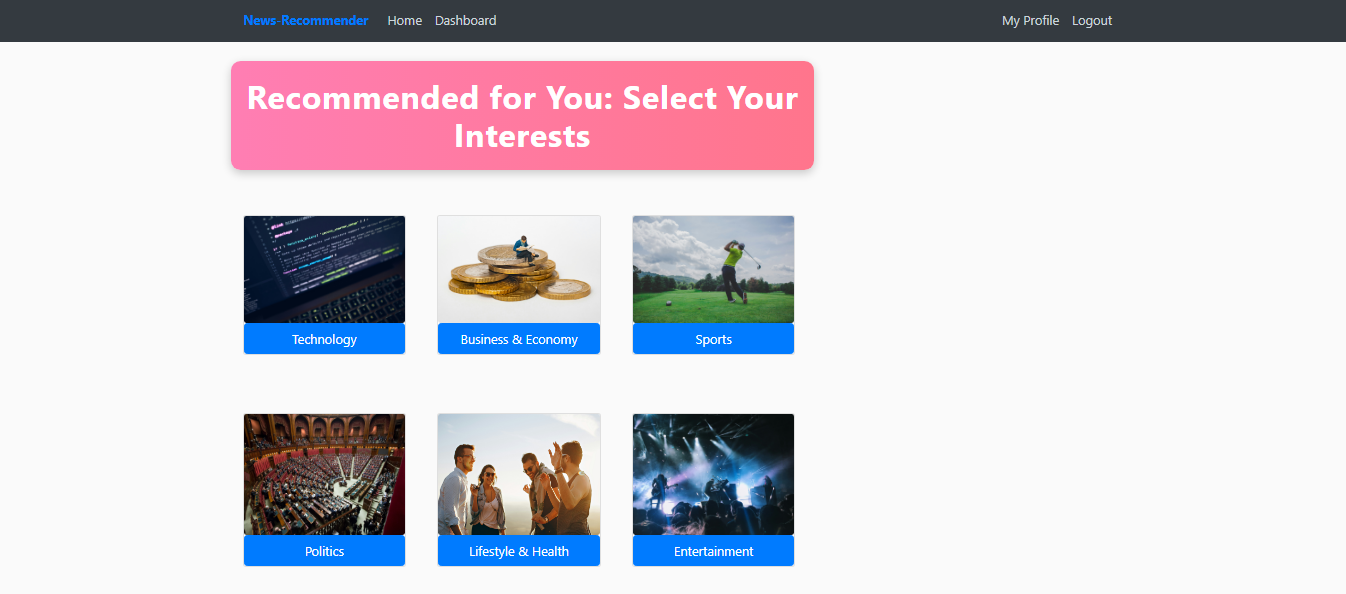 News-Recommender Home Dashboard My Profile Logout
Recommended for You: Select Your
Interests
Technology Business & Economy Sports
Politics Lifestyle & Health Entertainment